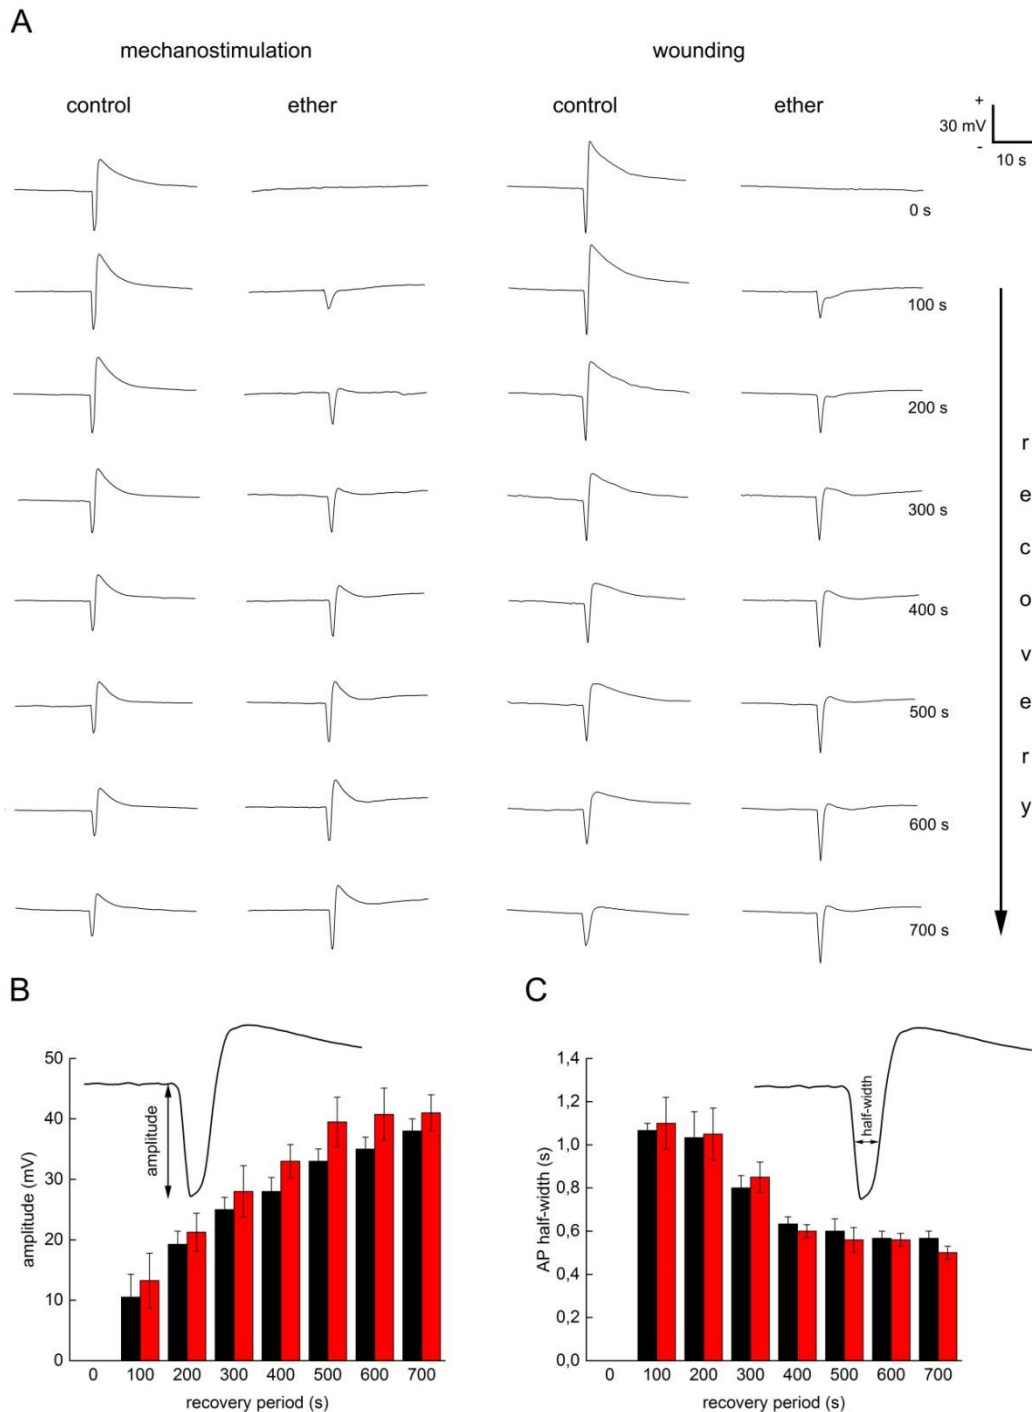 A
mechanostimulation
wounding
control
ether
control
ether
+
30 mV
-
10 s
0 s
100 s
200 s
300 s
400 s
500 s
600 s
700 s
r
e
c
o
v
e
r
y
B
amplitude (mV)
50
40
30
20
10
0
amplitude
0 100 200 300 400 500 600 700
recovery period (s)
C
AP half-width (s)
1,4
1,2
1,0
0,8
0,6
0,4
0,2
0,0
half-width
0 100 200 300 400 500 600 700
recovery period (s)